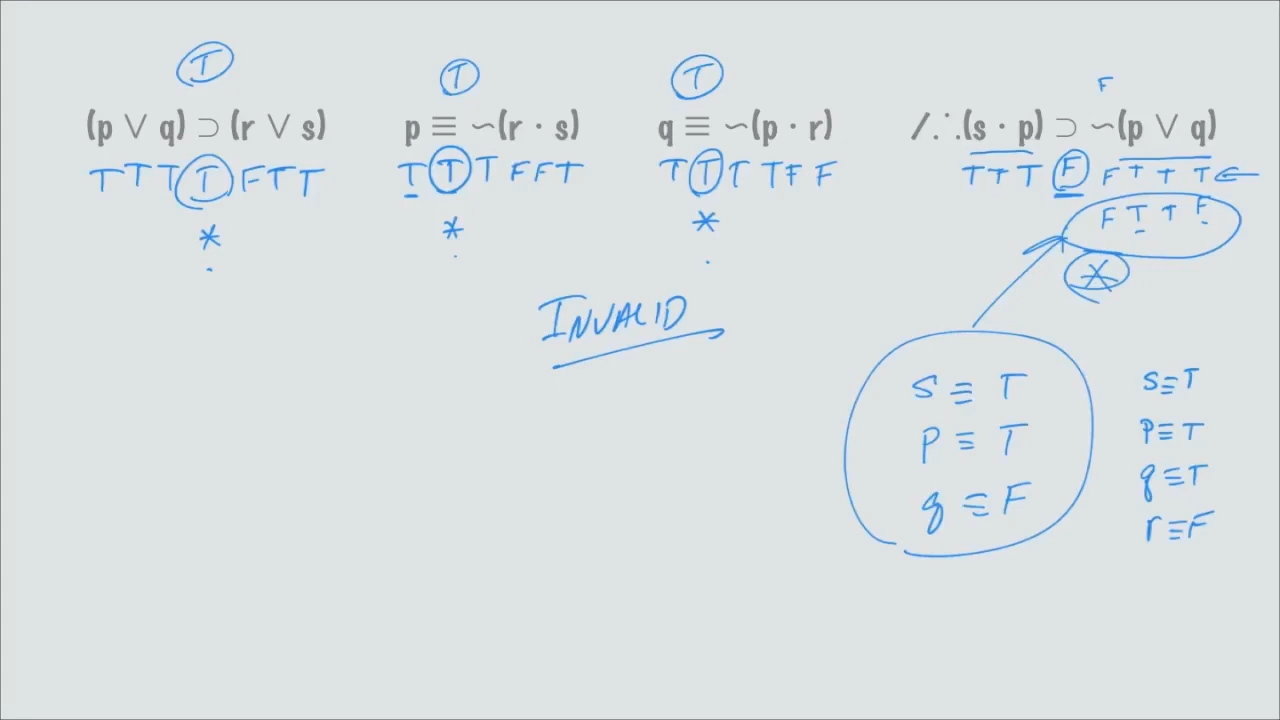 T T T F
(p ∨ q) ⊃ (r ∨ s) p ≡ ~(r · s) q ≡ ~(p · r) /∴(s · p) ⊃ ~(p ∨ q)
T T T T F T T T T T F F T T T T T F F T T T F F T T T
F T T F
* * * *
INVALID
S ≡ T S ≡ T
P ≡ T P ≡ T
q ≡ F q ≡ T
r ≡ F